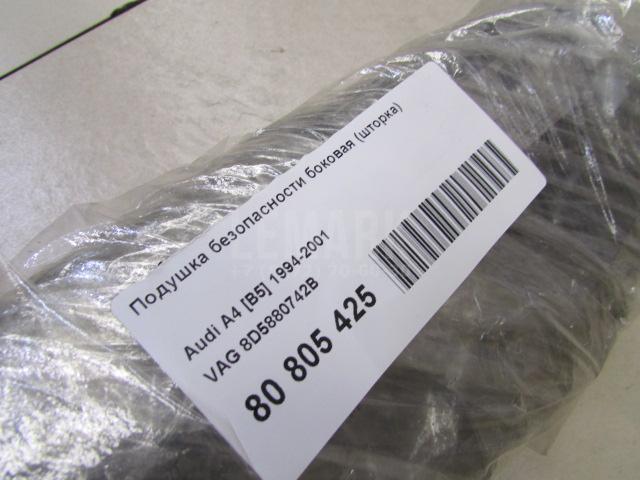 Подушка безопасности боковая (шторка)
Audi A4 [B5] 1994-2001
VAG 8D5880742B
80 805 425